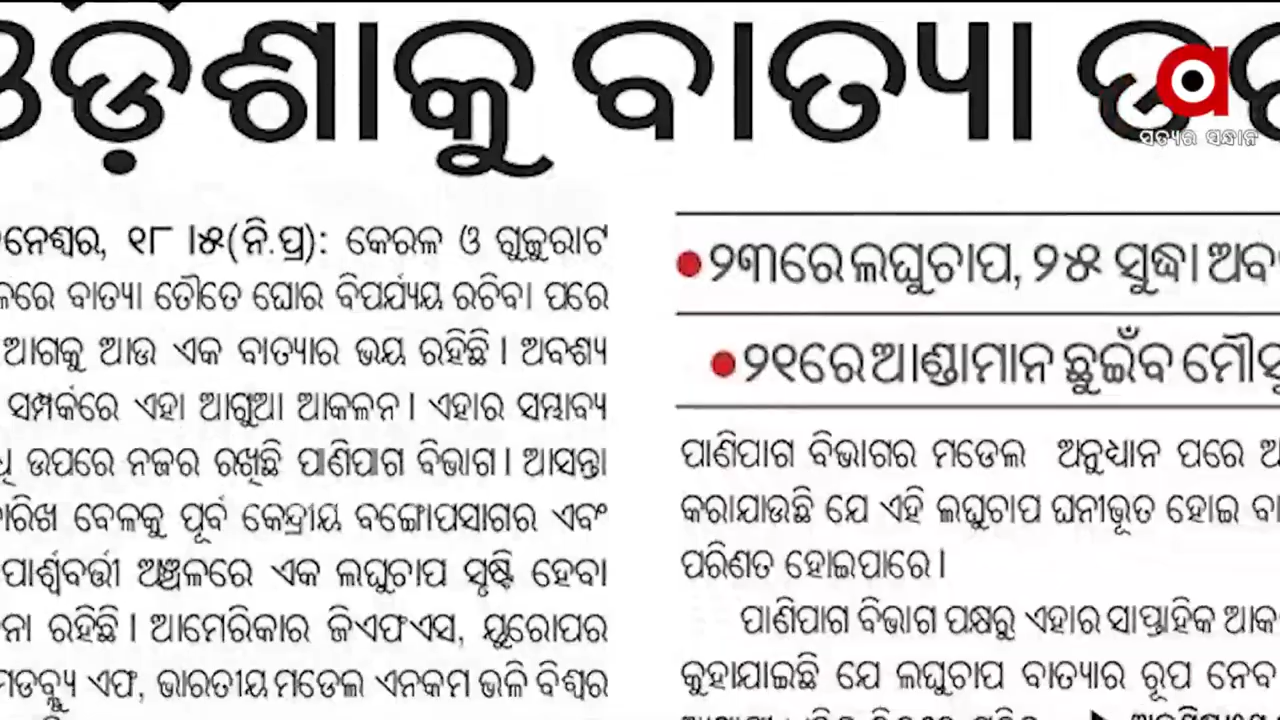 ଓଡ଼ିଶାକୁ ବାତ୍ୟା
ସତ୍ୟର ସନ୍ଧାନ
୧୮ ।୫(ନି.ପ୍ର): କେରଳ ଓ ଗୁଜୁରାଟ
ବାତ୍ୟା ତୌତେ ଘୋର ବିପର୍ଯ୍ୟୟ ରଚିବା ପରେ
ଆଗକୁ ଆଉ ଏକ ବାତ୍ୟାର ଭୟ ରହିଛି । ଅବଶ୍ୟ
ସମ୍ପର୍କରେ ଏହା ଆଗୁଆ ଆକଳନ । ଏହାର ସମ୍ଭାବ୍ୟ
ଉପରେ ନଜର ରଖିଛି ପାଣିପାଗ ବିଭାଗ । ଆସନ୍ତା
ବେଳକୁ ପୂର୍ବ କେନ୍ଦ୍ରୀୟ ବଙ୍ଗୋପସାଗର ଏବଂ
ପାର୍ଶ୍ୱବର୍ତ୍ତୀ ଅଞ୍ଚଳରେ ଏକ ଲଘୁଚାପ ସୃଷ୍ଟି ହେବା
ରହିଛି । ଆମେରିକାର ଜିଏଫଏସ, ୟୁରୋପର
ଏଫ, ଭାରତୀୟ ମଡେଲ ଏନକମ ଭଳି ବିଶ୍ୱର
୨୩ରେ ଲଘୁଚାପ, ୨୫ ସୁଦ୍ଧା
୨୧ରେ ଆଣ୍ଡାମାନ ଛୁଇଁବ
ପାଣିପାଗ ବିଭାଗର ମଡେଲ ଅନୁଧ୍ୟାନ ପରେ
କରାଯାଉଛି ଯେ ଏହି ଲଘୁଚାପ ଘନୀଭୂତ ହୋଇ
ପରିଣତ ହୋଇପାରେ ।
ପାଣିପାଗ ବିଭାଗ ପକ୍ଷରୁ ଏହାର ସାପ୍ତାହିକ
କୁହାଯାଇଛି ଯେ ଲଘୁଚାପ ବାତ୍ୟାର ରୂପ ନେବ